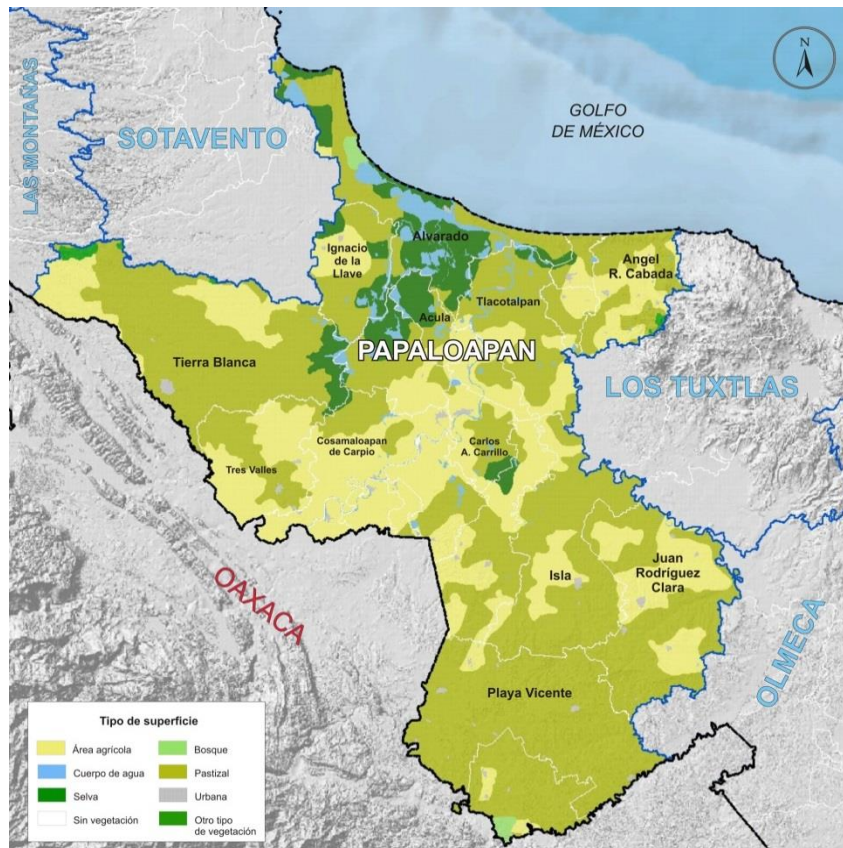 N
GOLFO
DE MÉXICO
LAS MONTAÑAS
SOTAVENTO
Ignacio
de la
Llave
Alvarado
Angel
R. Cabada
Tlacotalpan
Acula
PAPALOAPAN
Tierra Blanca
LOS TUXTLAS
Cosamaloapan
de Carpio
Carlos
A. Carrillo
Tres Valles
Isla
Juan
Rodríguez
Clara
OAXACA
OLMECA
Playa Vicente
Tipo de superficie
Área agrícola
Bosque
Cuerpo de agua
Pastizal
Selva
Urbana
Sin vegetación
Otro tipo
de vegetación